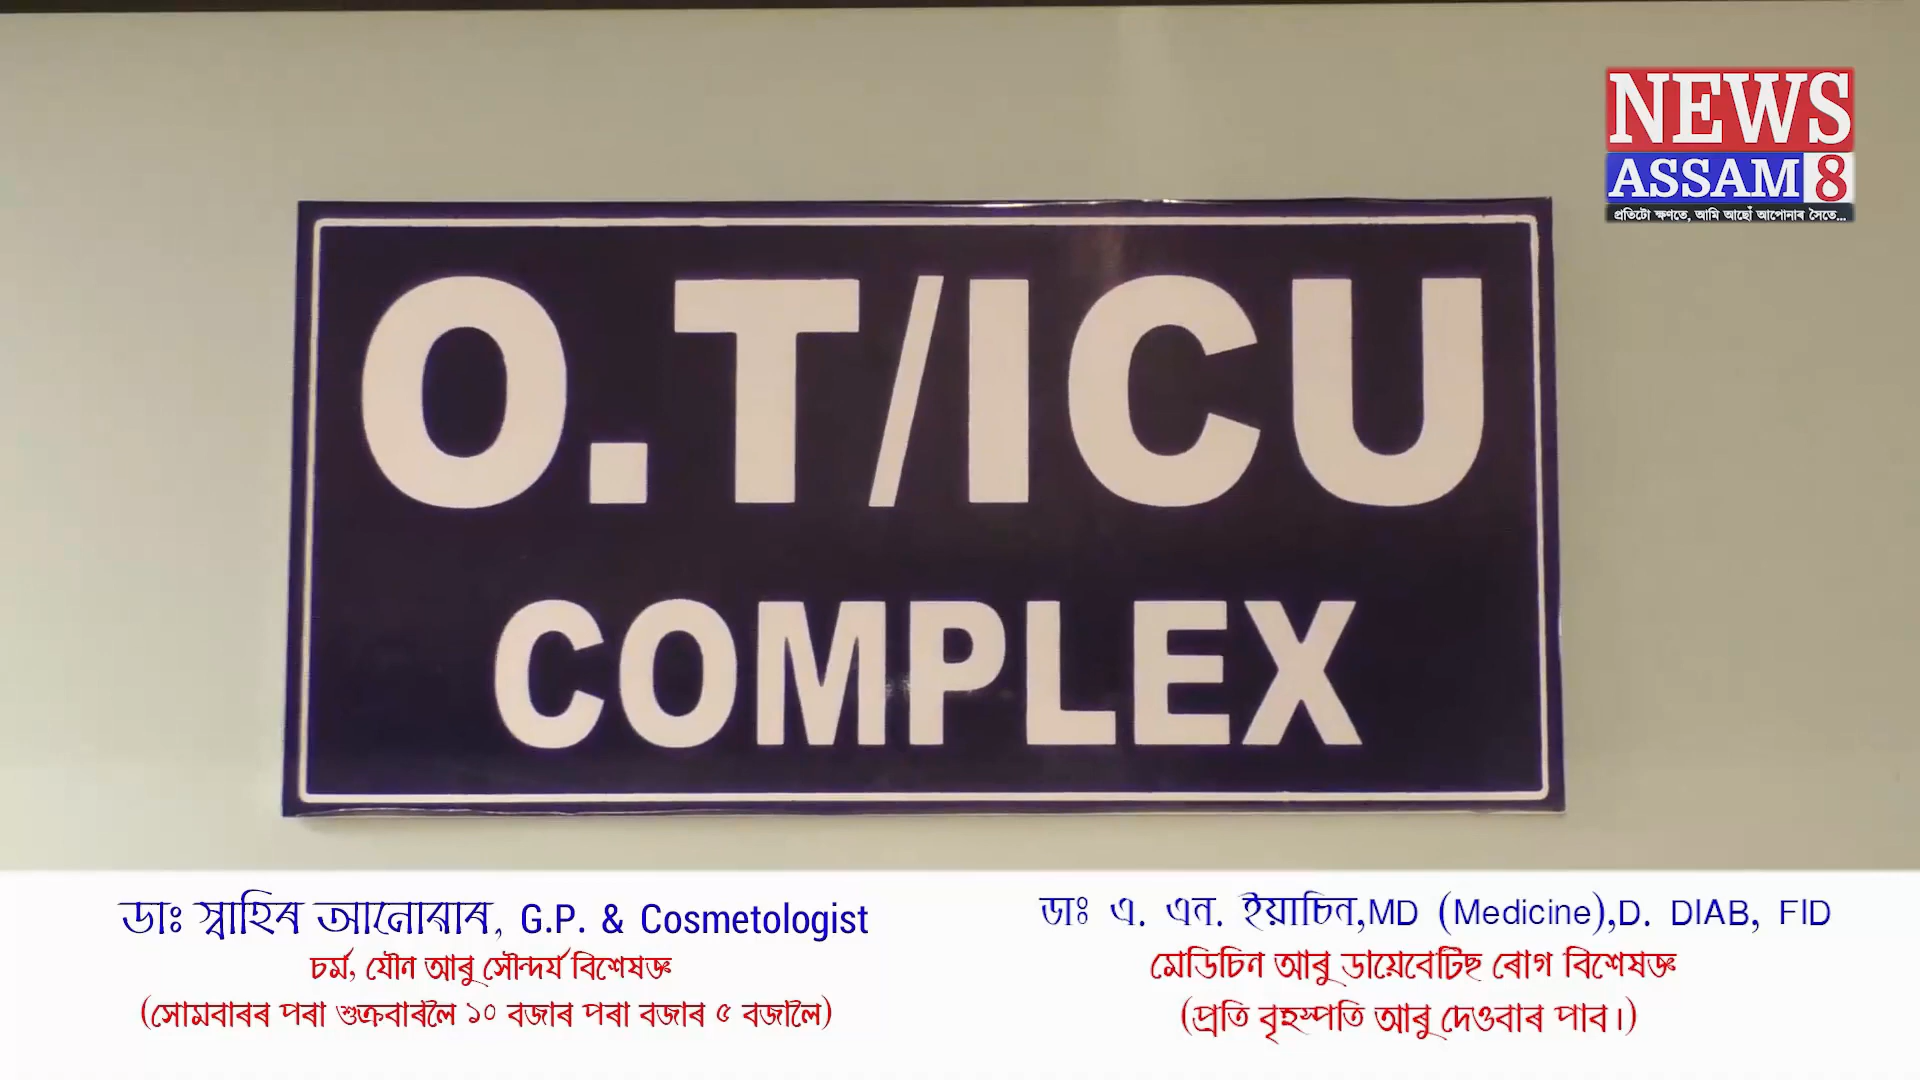 NEWS
ASSAM 8
প্ৰতিটো ক্ষণতে, আমি আছোঁ আপোনাৰ সৈতে...
O.T/ICU
COMPLEX
ডাঃ স্বাহিৰ আনোৱাৰ, G.P. & Cosmetologist
চৰ্ম, যৌন আৰু সৌন্দৰ্য বিশেষজ্ঞ
(সোমবাৰৰ পৰা শুক্ৰবাৰলৈ ১০ বজাৰ পৰা বজাৰ ৫ বজালৈ)
ডাঃ এ. এন. ইয়াচিন,MD (Medicine),D. DIAB, FID
মেডিচিন আৰু ডায়েবেটিছ ৰোগ বিশেষজ্ঞ
(প্ৰতি বৃহস্পতি আৰু দেওবাৰ পাব।)